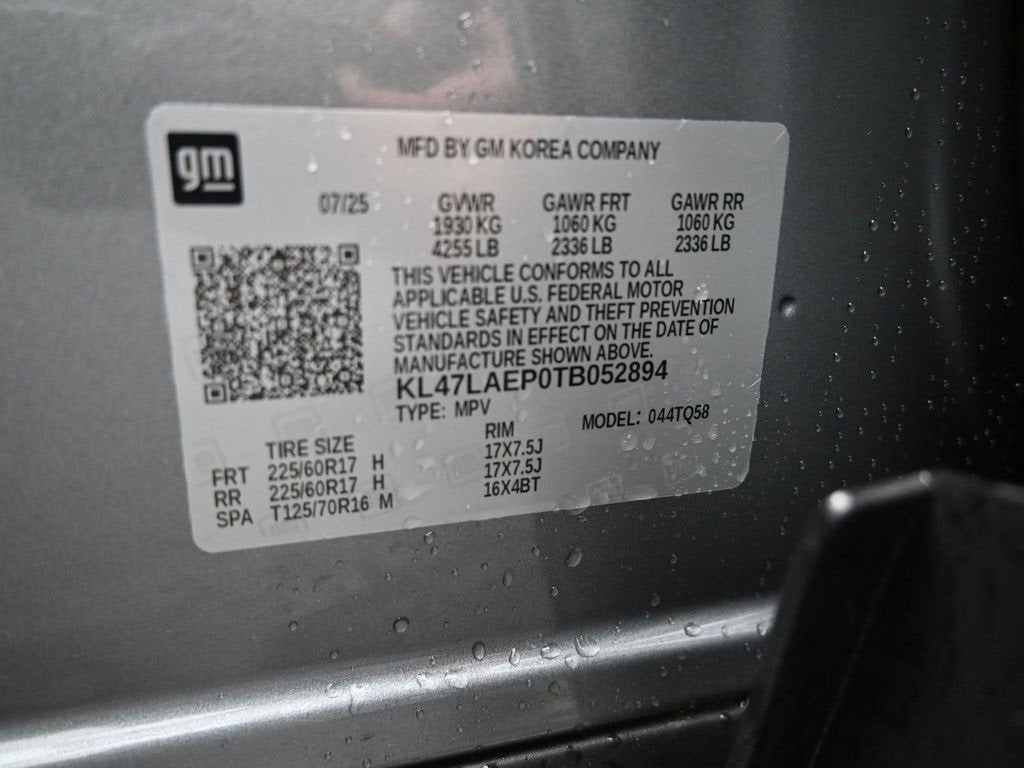 gm
MFD BY GM KOREA COMPANY
07/25 GVWR GAWR FRT GAWR RR
1930 KG 1060 KG 1060 KG
4255 LB 2336 LB 2336 LB
THIS VEHICLE CONFORMS TO ALL
APPLICABLE U.S. FEDERAL MOTOR
VEHICLE SAFETY AND THEFT PREVENTION
STANDARDS IN EFFECT ON THE DATE OF
MANUFACTURE SHOWN ABOVE.
KL47LAEP0TB052894
TYPE: MPV MODEL: 044TQ58
TIRE SIZE RIM
FRT 225/60R17 H 17X7.5J
RR 225/60R17 H 17X7.5J
SPA T125/70R16 M 16X4BT